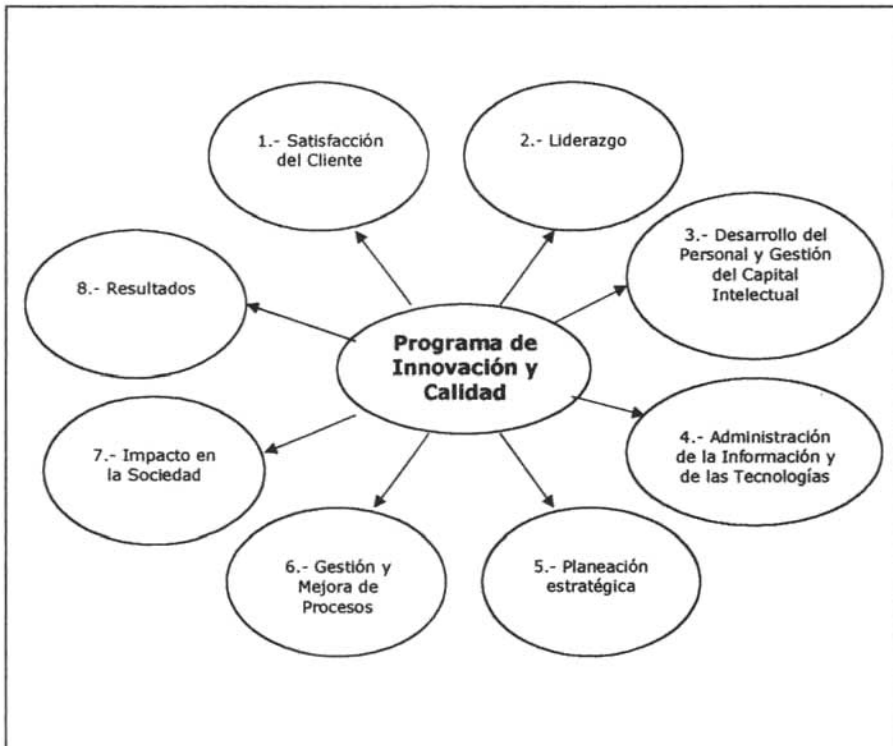 1.- Satisfacción
del Cliente
2.- Liderazgo
3.- Desarrollo del
Personal y Gestión
del Capital
Intelectual
8.- Resultados
Programa de
Innovación y
Calidad
4.- Administración
de la Información y
de las Tecnologías
7.- Impacto en
la Sociedad
6.- Gestión y
Mejora de
Procesos
5.- Planeación
estratégica